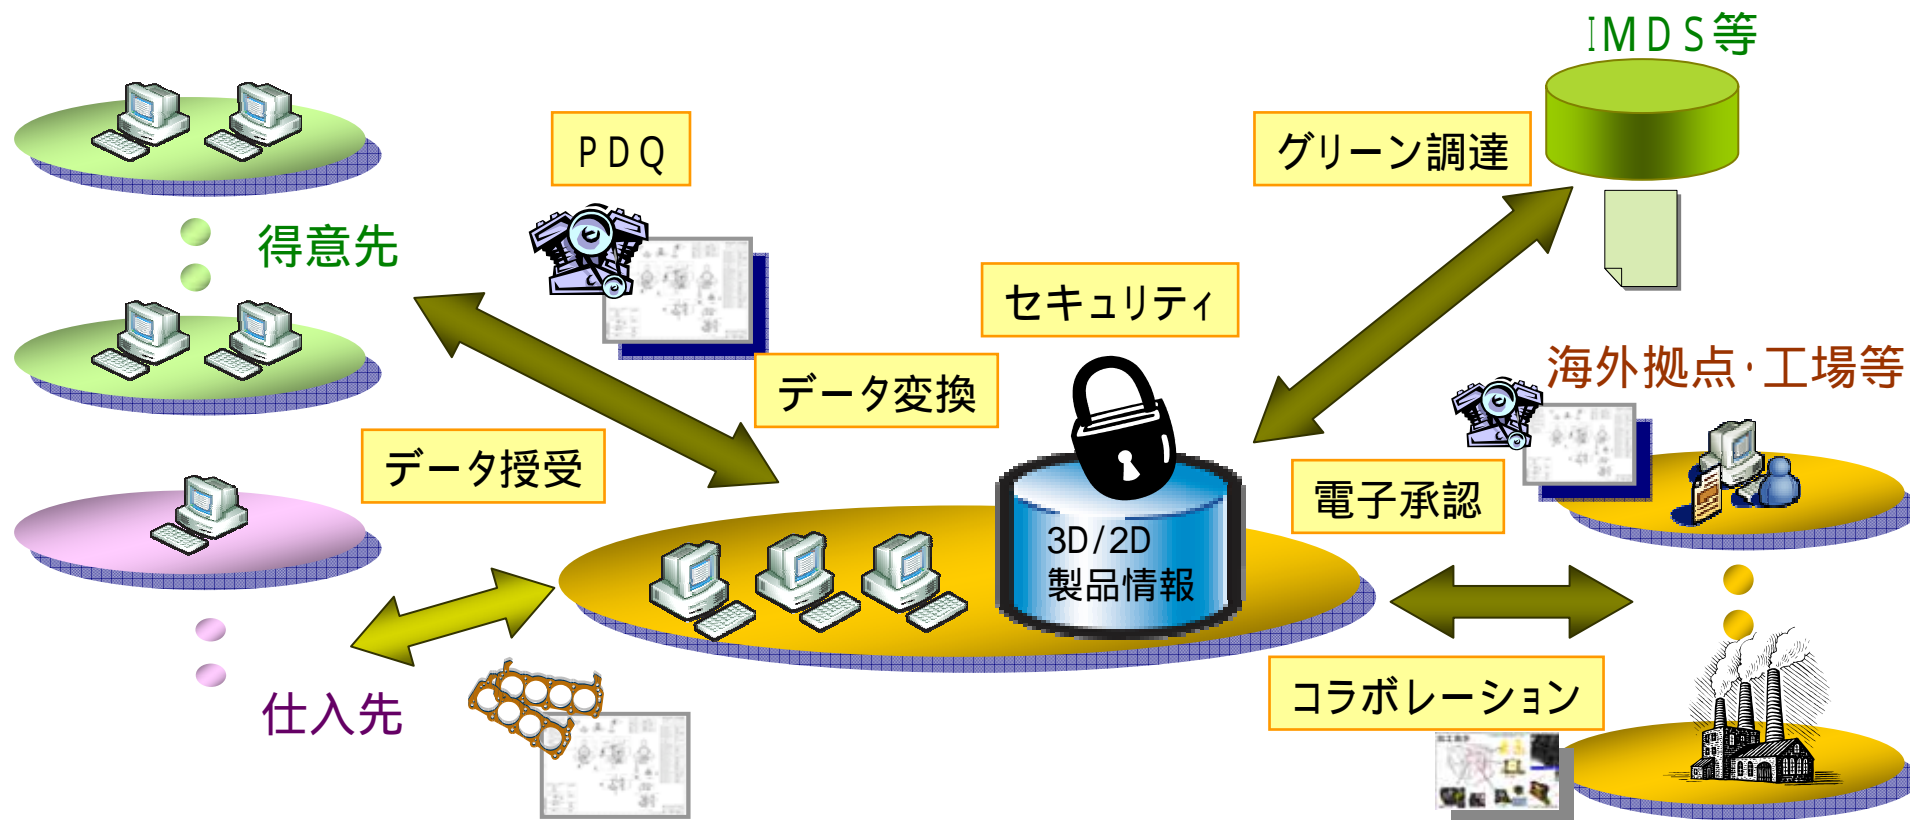 ＩＭＤＳ等
ＰＤＱ
グリーン調達
得意先
セキュリティ
海外拠点・工場等
データ変換
データ授受
電子承認
3D/2D
製品情報
仕入先
コラボレーション